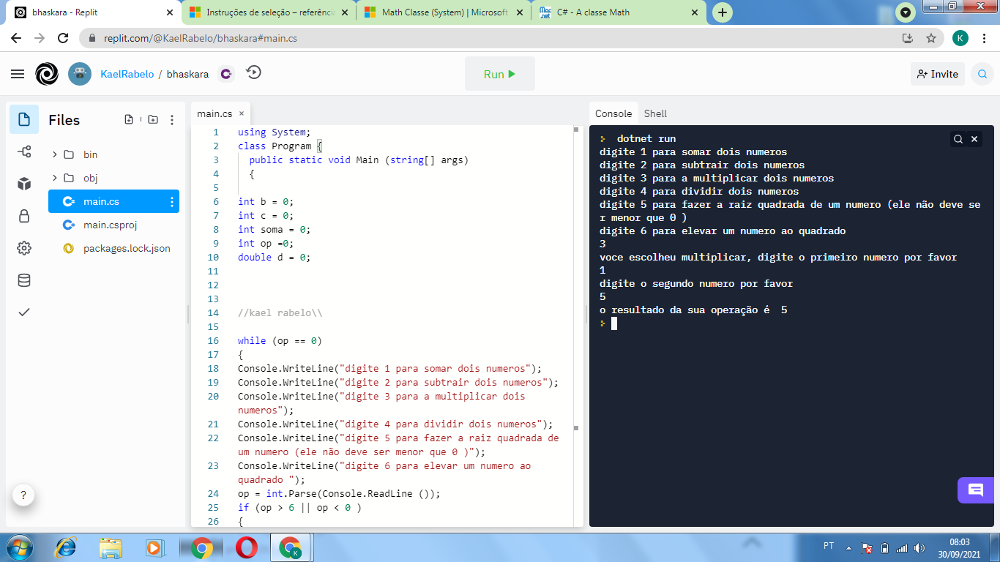 bhaskara - Replit
Instruções de seleção – referência
Math Classe (System) | Microsoft
C# - A classe Math
replit.com/@KaelRabelo/bhaskara#main.cs
K
KaelRabelo / bhaskara
Run
Invite
Files
bin
obj
main.cs
main.csproj
packages.lock.json
?
main.cs ×
1 using System;
2 class Program {
3 public static void Main (string[] args)
4 {
5
6 int b = 0;
7 int c = 0;
8 int soma = 0;
9 int op =0;
10 double d = 0;
11
12
13
14 //kael rabelo\\
15
16 while (op == 0)
17 {
18 Console.WriteLine("digite 1 para somar dois numeros");
19 Console.WriteLine("digite 2 para subtrair dois numeros");
20 Console.WriteLine("digite 3 para a multiplicar dois
numeros");
21 Console.WriteLine("digite 4 para dividir dois numeros");
22 Console.WriteLine("digite 5 para fazer a raiz quadrada de
um numero (ele não deve ser menor que 0 )");
23 Console.WriteLine("digite 6 para elevar um numero ao
quadrado ");
24 op = int.Parse(Console.ReadLine ());
25 if (op > 6 || op < 0 )
26 {
Console Shell
dotnet run
digite 1 para somar dois numeros
digite 2 para subtrair dois numeros
digite 3 para a multiplicar dois numeros
digite 4 para dividir dois numeros
digite 5 para fazer a raiz quadrada de um numero (ele não deve se
r menor que 0 )
digite 6 para elevar um numero ao quadrado
3
voce escolheu multiplicar, digite o primeiro numero por favor
1
digite o segundo numero por favor
5
o resultado da sua operação é 5
PT
08:03
30/09/2021